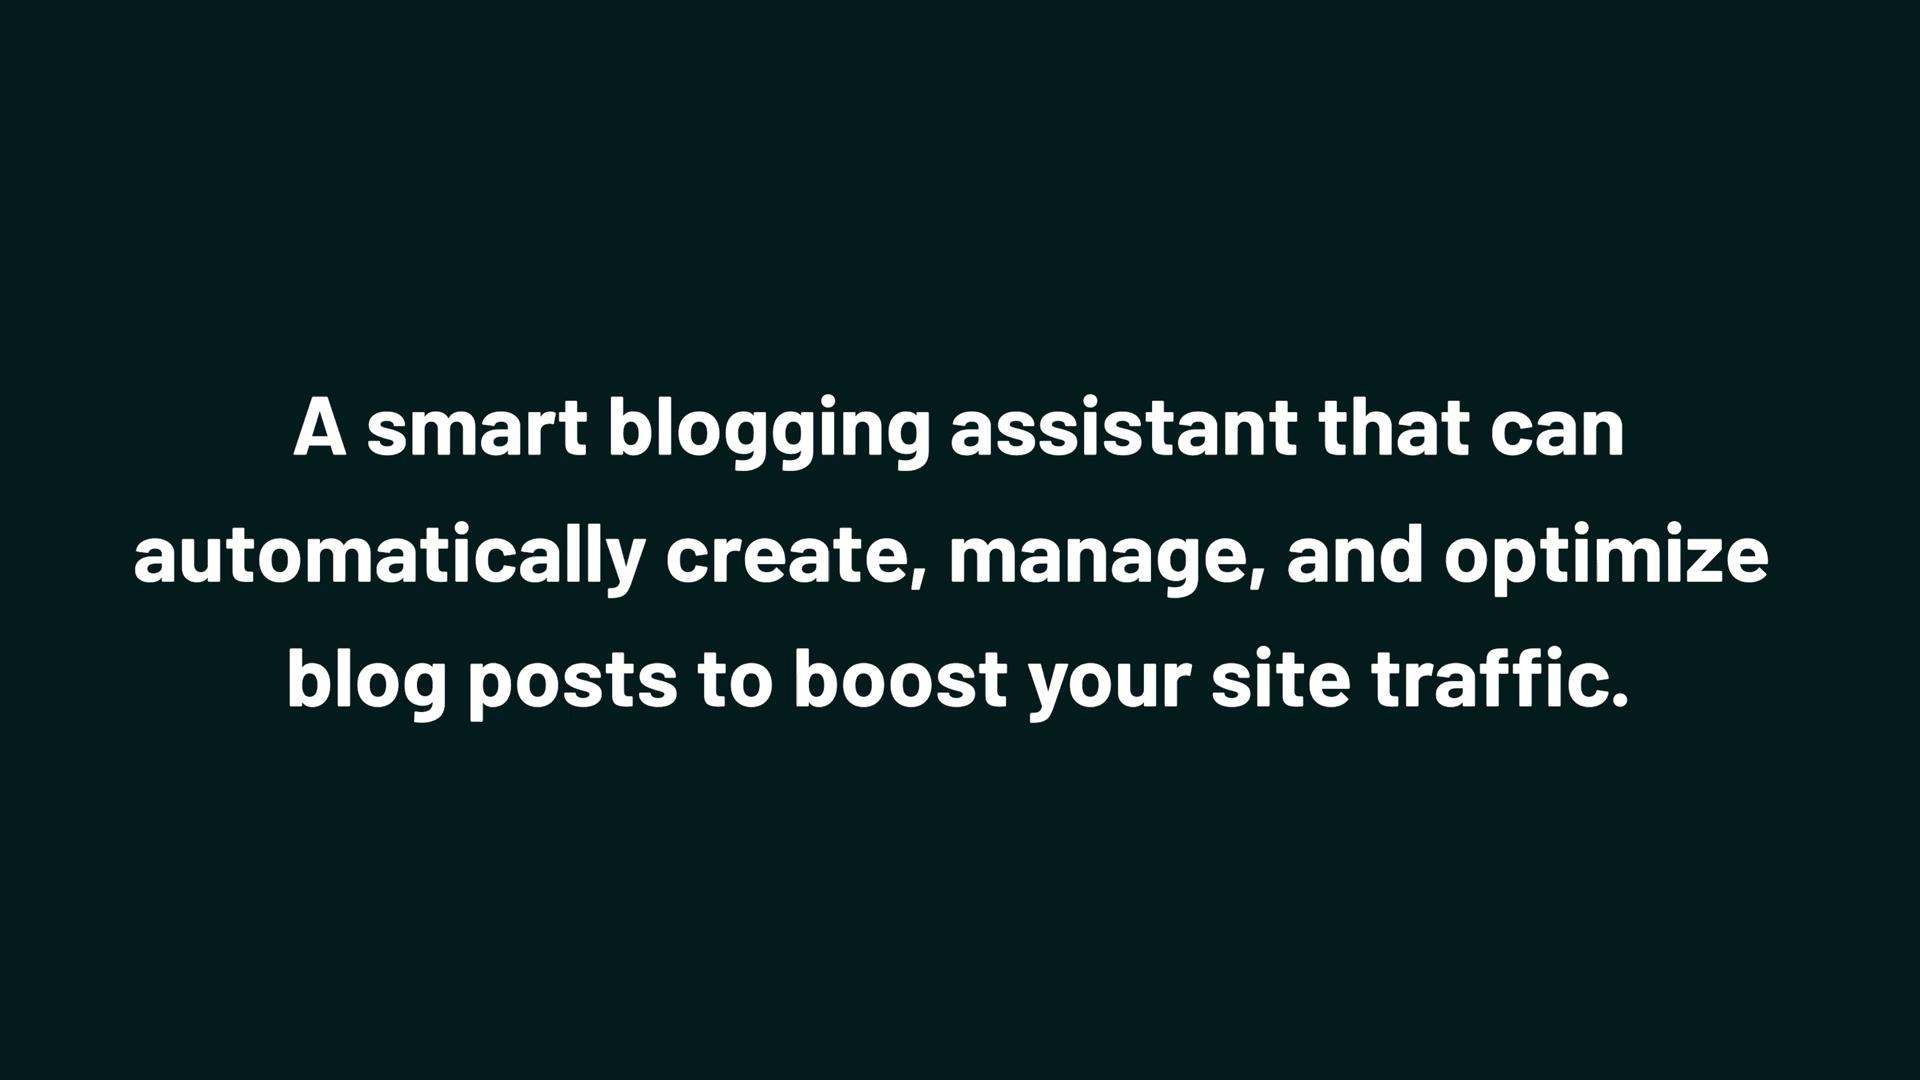 A smart blogging assistant that can
automatically create, manage, and optimize
blog posts to boost your site traffic.